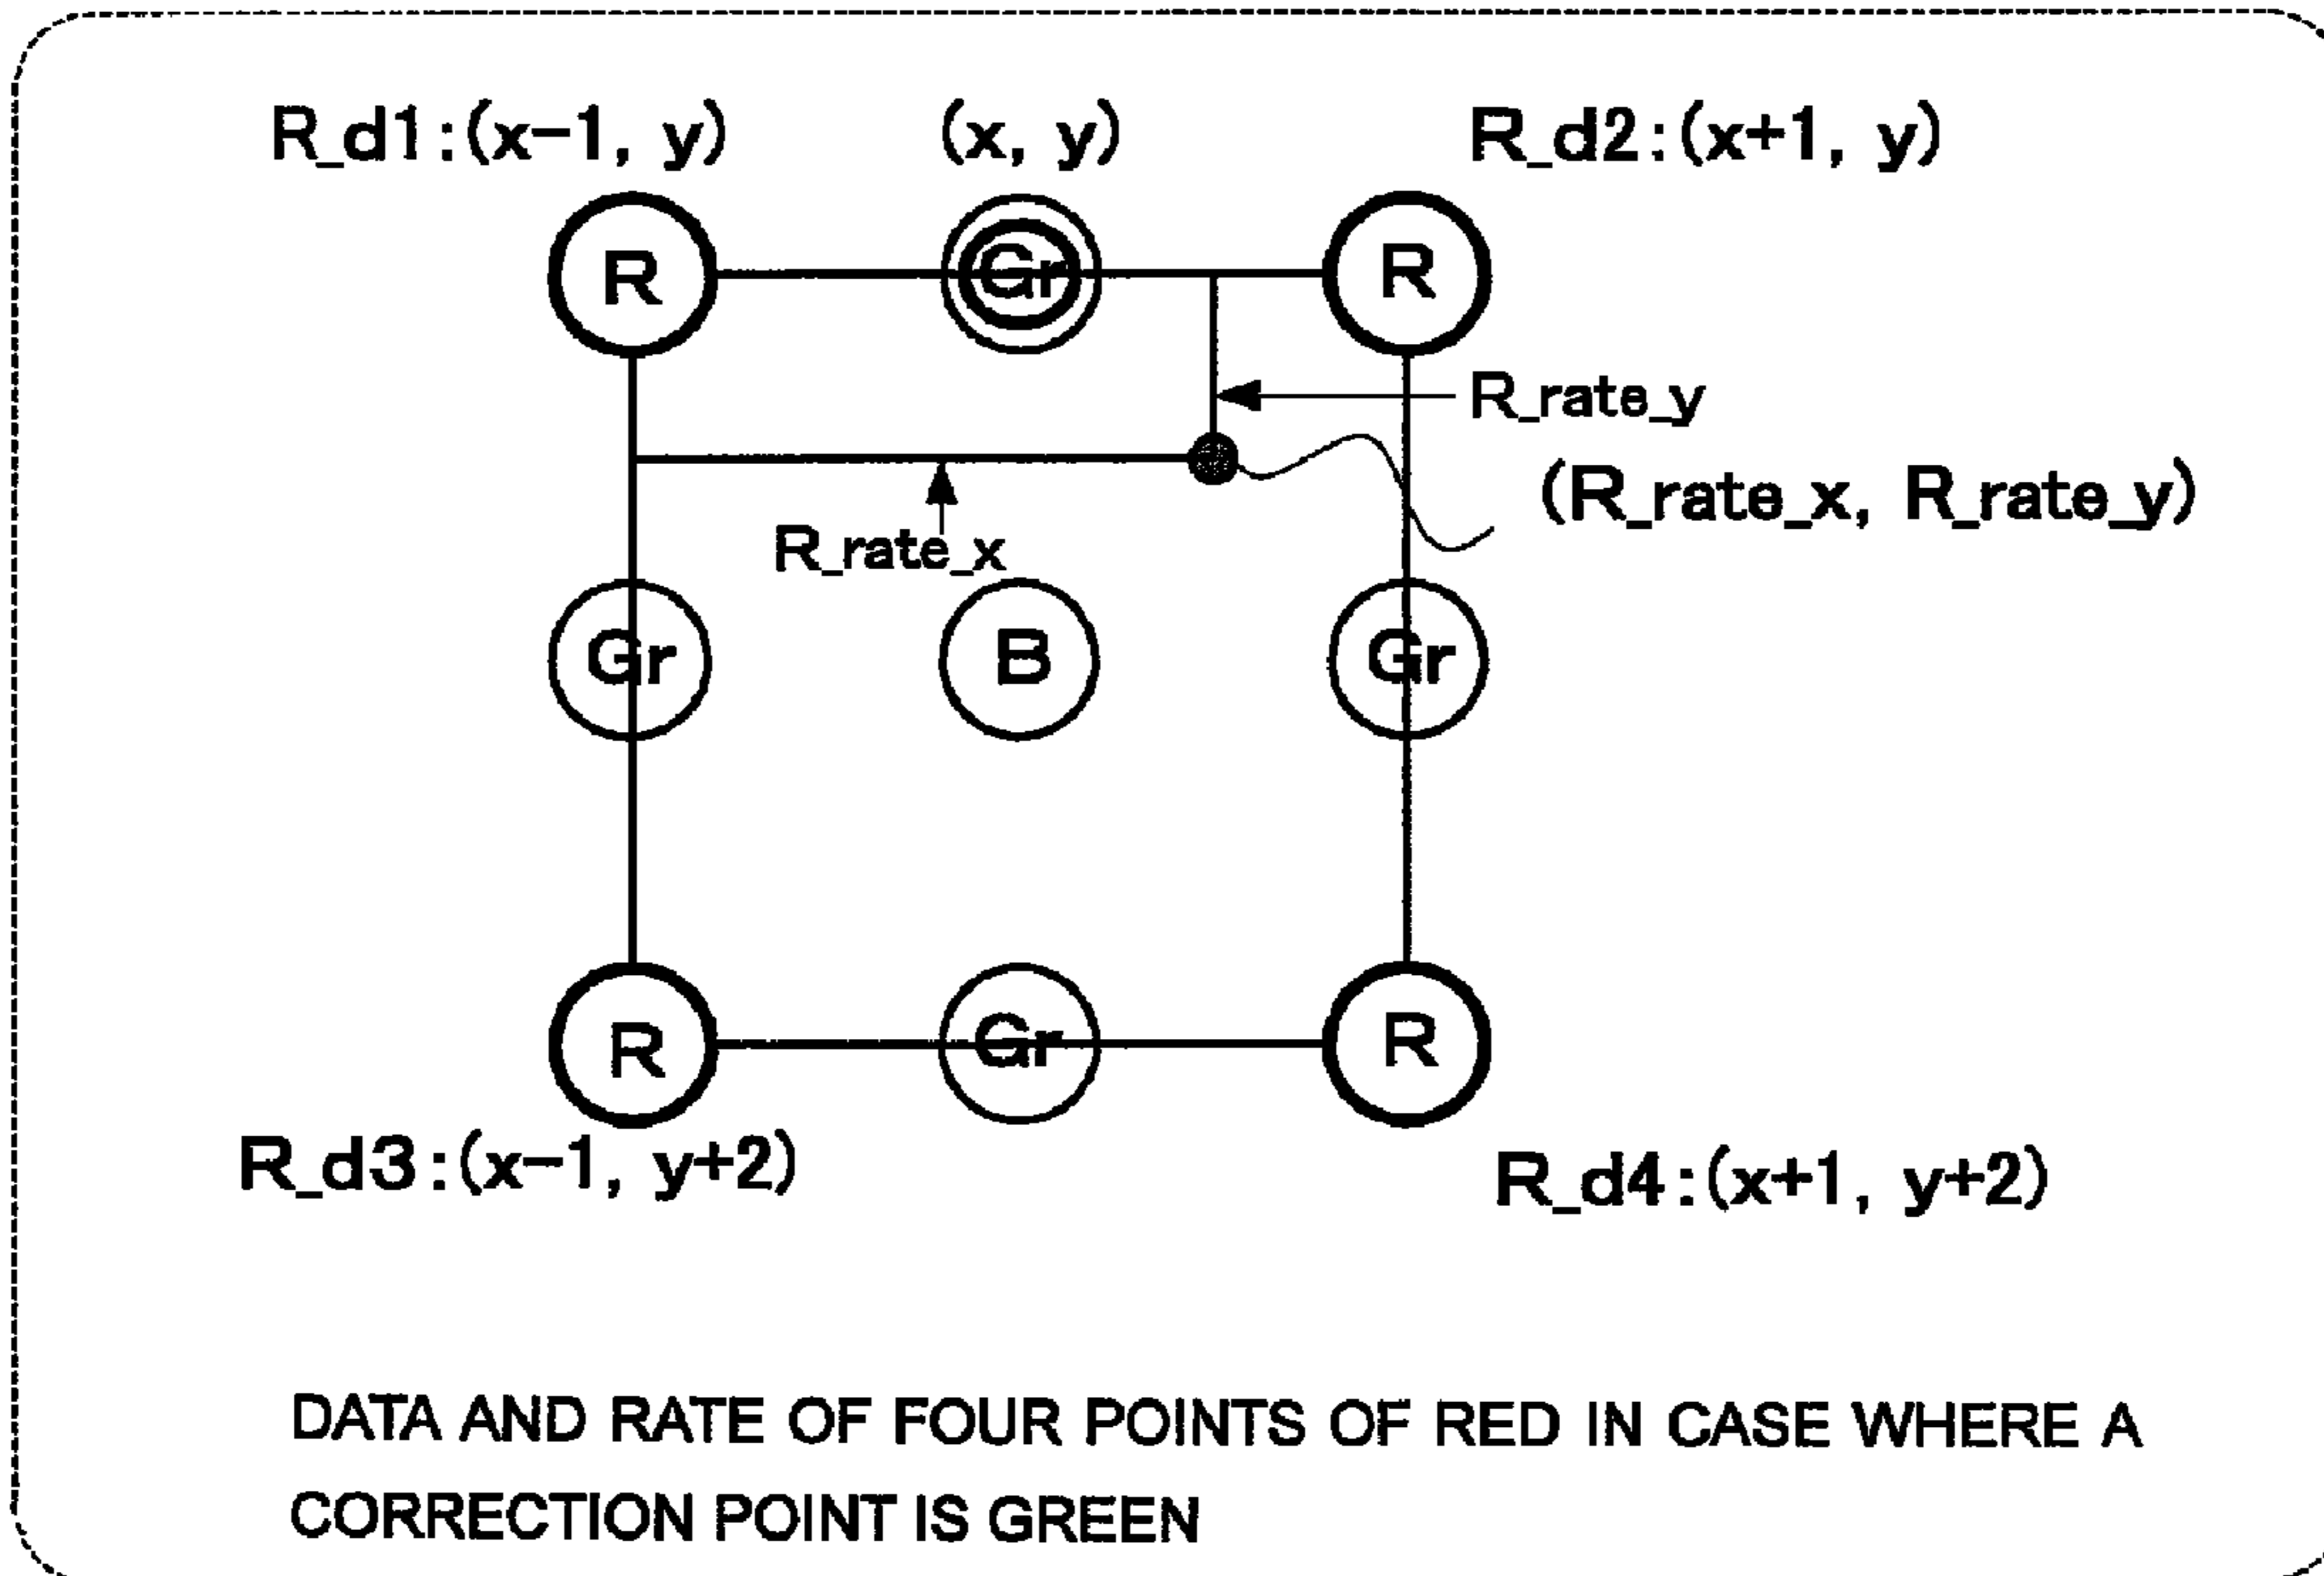 R_d1:(x-1, y) (x, y) R_d2:(x+1, y)
R Gr R
R_rate_y
(R_rate_x, R_rate_y)
R_rate_x
Gr B Gr
R Gr R
R_d3:(x-1, y+2) R_d4:(x+1, y+2)
DATA AND RATE OF FOUR POINTS OF RED IN CASE WHERE A
CORRECTION POINT IS GREEN